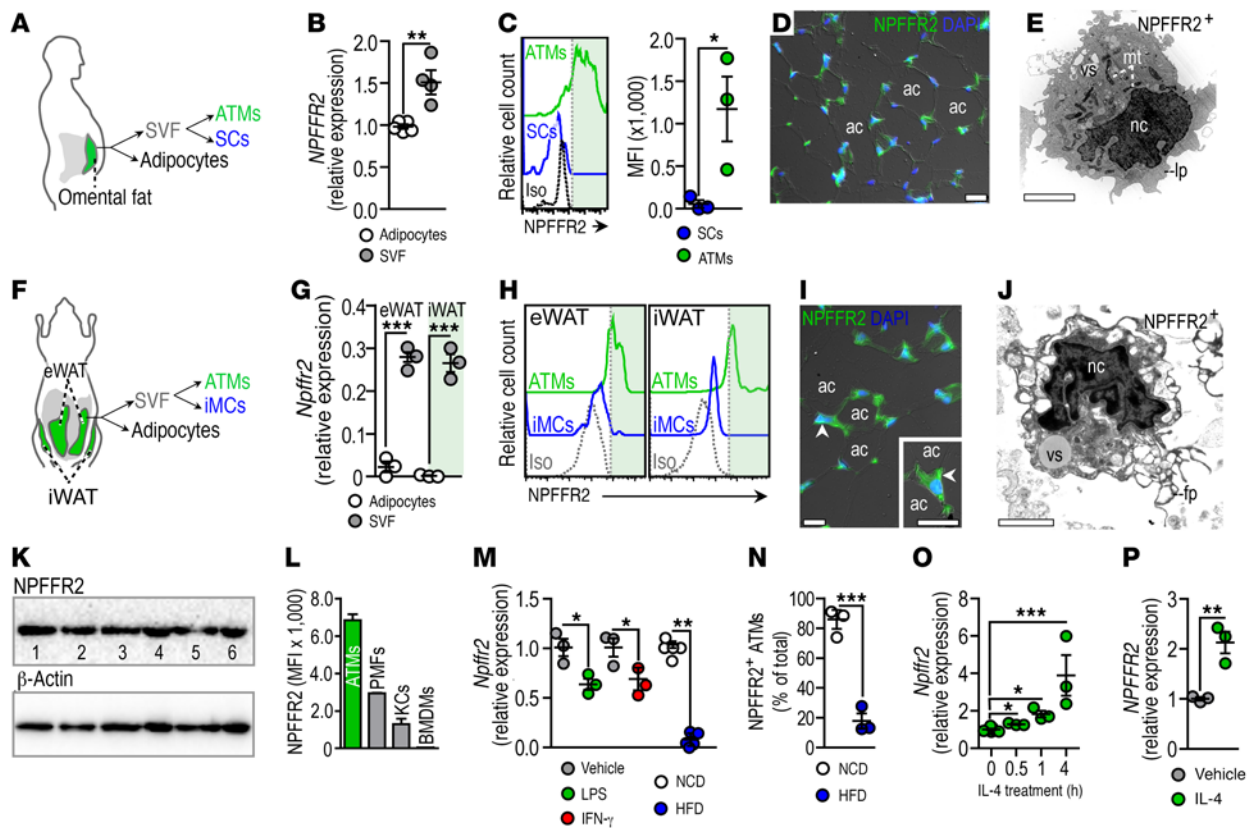 A
SVF
ATMs
SCs
Adipocytes
Omental fat
B
NPFFR2
(relative expression)
2.0
1.5
1.0
0.5
0.0
**
Adipocytes
SVF
C
Relative cell count
ATMs
SCs
Iso
NPFFR2
MFI (x1,000)
2.0
1.5
1.0
0.5
0.0
*
SCs
ATMs
D
NPFFR2 DAPI
ac
ac
ac
E
NPFFR2+
vs
mt
nc
lp
F
eWAT
SVF
ATMs
iMCs
Adipocytes
iWAT
G
Npffr2
(relative expression)
0.4
0.3
0.2
0.1
0
eWAT iWAT
*** ***
Adipocytes
SVF
H
Relative cell count
eWAT
ATMs
iMCs
Iso
iWAT
ATMs
iMCs
Iso
NPFFR2
I
NPFFR2 DAPI
ac
ac
ac
ac
ac
J
NPFFR2+
nc
vs
fp
K
NPFFR2
1 2 3 4 5 6
β-Actin
L
NPFFR2 (MFI x 1,000)
8.0
6.0
4.0
2.0
0.0
ATMs
PMFs
KCs
BMDMs
M
Npffr2
(relative expression)
1.5
1.0
0.5
0.0
* * **
Vehicle
LPS
IFN-γ
NCD
HFD
N
NPFFR2+ ATMs
(% of total)
100
80
60
40
20
0
***
NCD
HFD
O
Npffr2
(relative expression)
8
6
4
2
0
***
*
*
0 0.5 1 4
IL-4 treatment (h)
P
NPFFR2
(relative expression)
3
2
1
0
**
Vehicle
IL-4